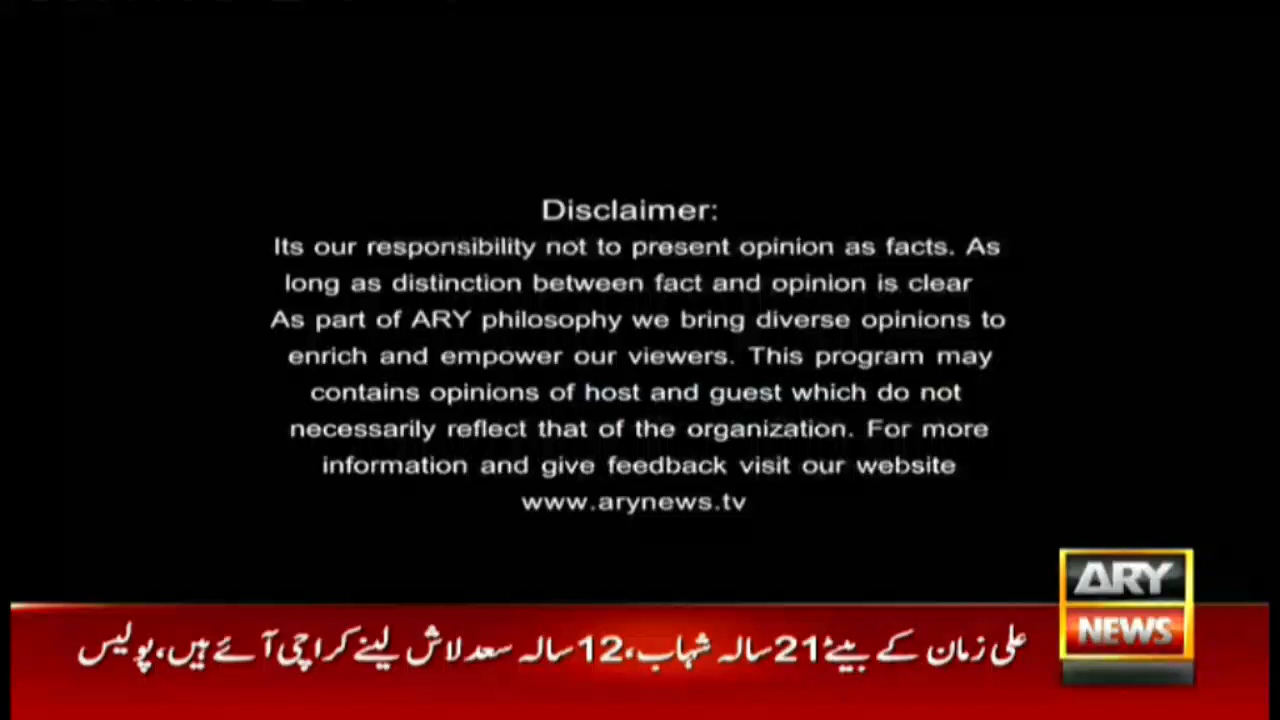 Disclaimer:
Its our responsibility not to present opinion as facts. As
long as distinction between fact and opinion is clear
As part of ARY philosophy we bring diverse opinions to
enrich and empower our viewers. This program may
contains opinions of host and guest which do not
necessarily reflect that of the organization. For more
information and give feedback visit our website
www.arynews.tv
ARY
NEWS
علی زمان کے بیٹے 21 سالہ شہاب، 12 سالہ سعد لاش لینے کراچی آئے ہیں، پولیس